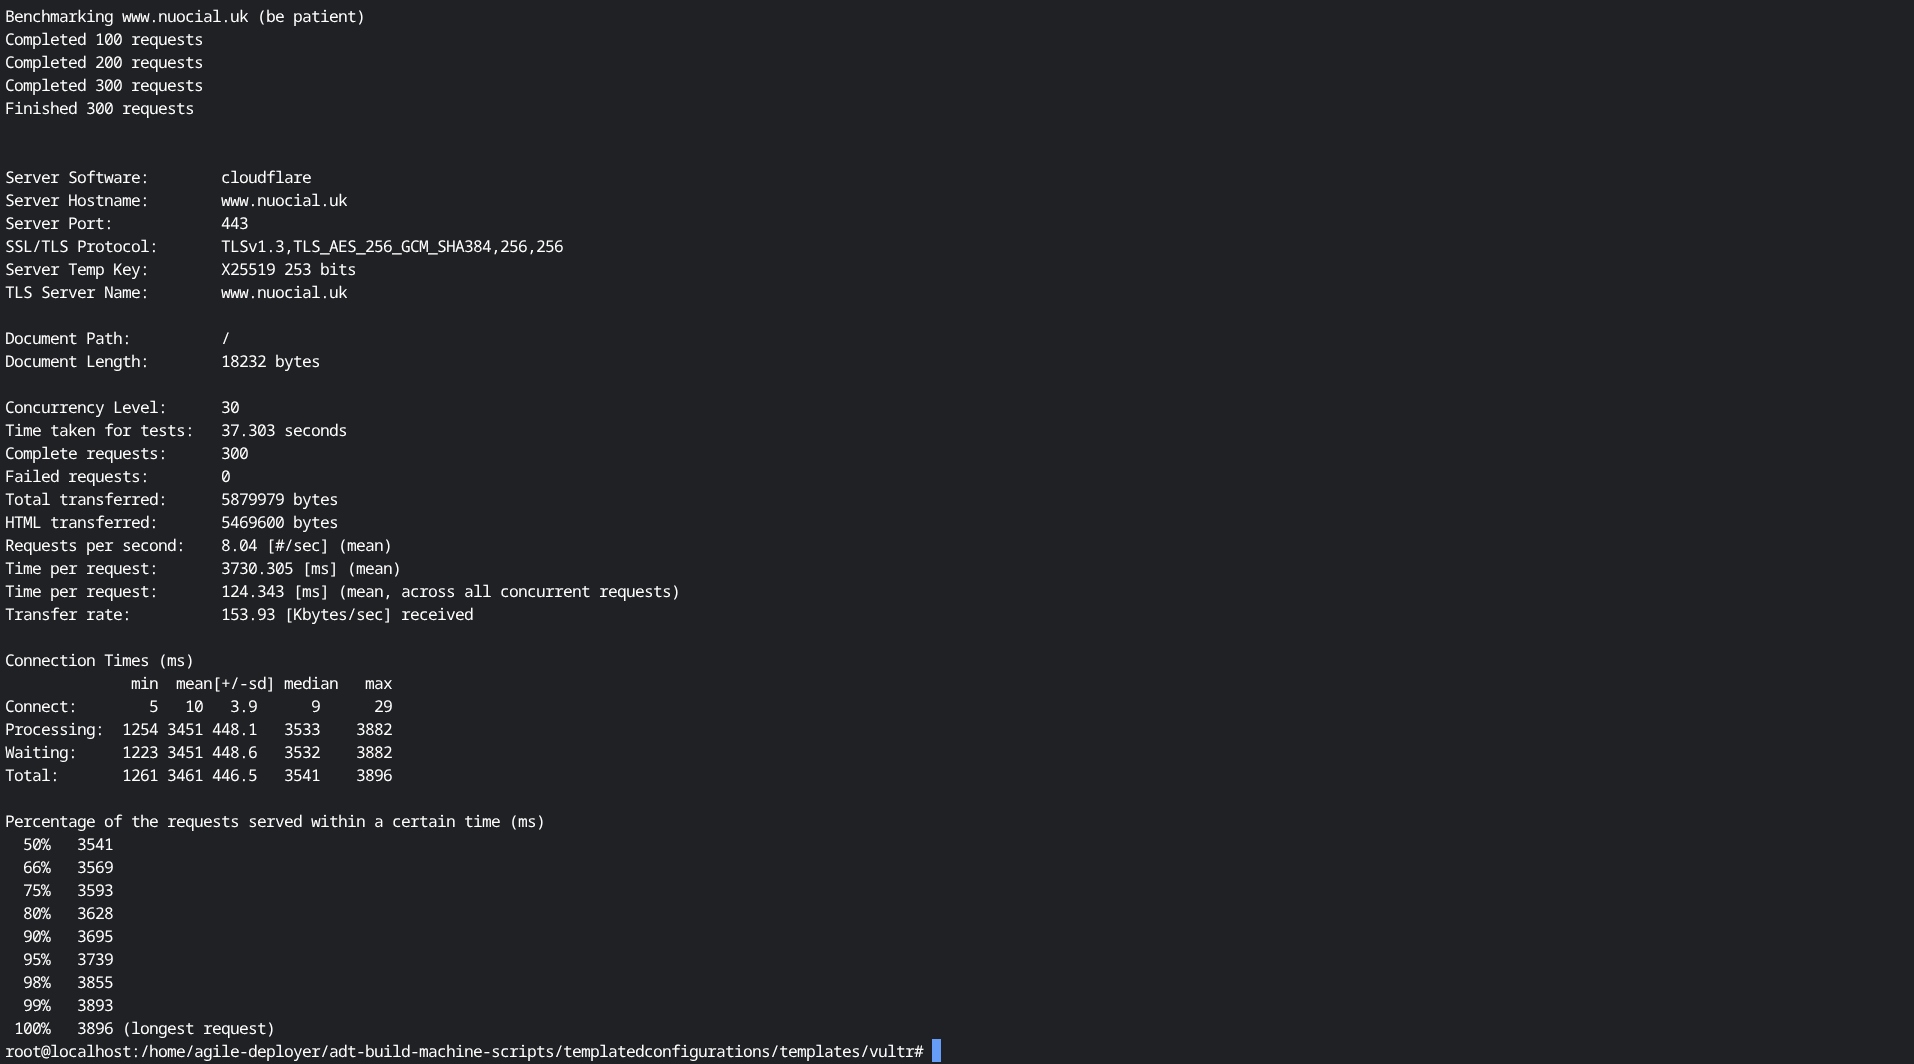 Benchmarking www.nuocial.uk (be patient)
Completed 100 requests
Completed 200 requests
Completed 300 requests
Finished 300 requests
Server Software:        cloudflare
Server Hostname:        www.nuocial.uk
Server Port:            443
SSL/TLS Protocol:       TLSv1.3,TLS_AES_256_GCM_SHA384,256,256
Server Temp Key:        X25519 253 bits
TLS Server Name:        www.nuocial.uk
Document Path:          /
Document Length:        18232 bytes
Concurrency Level:      30
Time taken for tests:   37.303 seconds
Complete requests:      300
Failed requests:        0
Total transferred:      5879979 bytes
HTML transferred:       5469600 bytes
Requests per second:    8.04 [#/sec] (mean)
Time per request:       3730.305 [ms] (mean)
Time per request:       124.343 [ms] (mean, across all concurrent requests)
Transfer rate:          153.93 [Kbytes/sec] received
Connection Times (ms)
              min  mean[+/-sd] median   max
Connect:        5   10   3.9      9      29
Processing:  1254 3451 448.1   3533    3882
Waiting:     1223 3451 448.6   3532    3882
Total:       1261 3461 446.5   3541    3896
Percentage of the requests served within a certain time (ms)
  50%   3541
  66%   3569
  75%   3593
  80%   3628
  90%   3695
  95%   3739
  98%   3855
  99%   3893
 100%   3896 (longest request)
root@localhost:/home/agile-deployer/adt-build-machine-scripts/templatedconfigurations/templates/vultr#